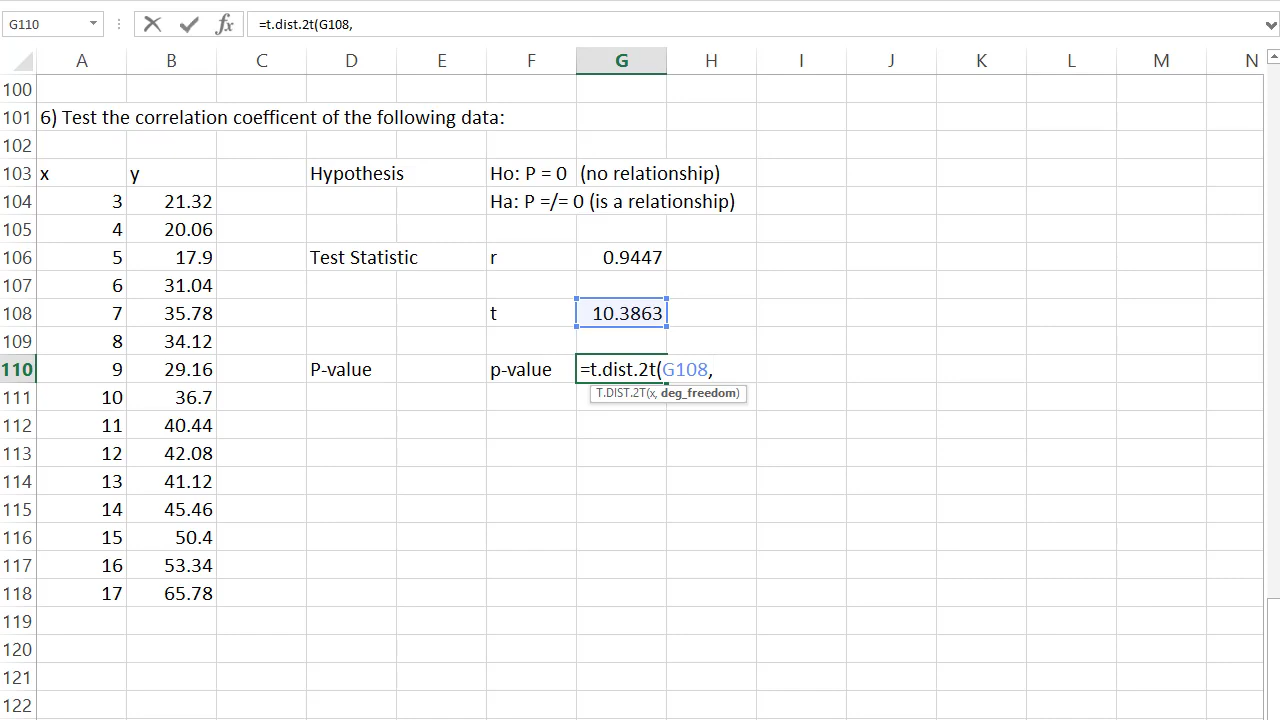 G110 fx =t.dist.2t(G108,
A B C D E F G H I J K L M N
100
101 6) Test the correlation coefficent of the following data:
102
103 x y Hypothesis Ho: P = 0 (no relationship)
104 3 21.32 Ha: P =/= 0 (is a relationship)
105 4 20.06
106 5 17.9 Test Statistic r 0.9447
107 6 31.04
108 7 35.78 t 10.3863
109 8 34.12
110 9 29.16 P-value p-value =t.dist.2t(G108,
T.DIST.2T(x, deg_freedom)
111 10 36.7
112 11 40.44
113 12 42.08
114 13 41.12
115 14 45.46
116 15 50.4
117 16 53.34
118 17 65.78
119
120
121
122